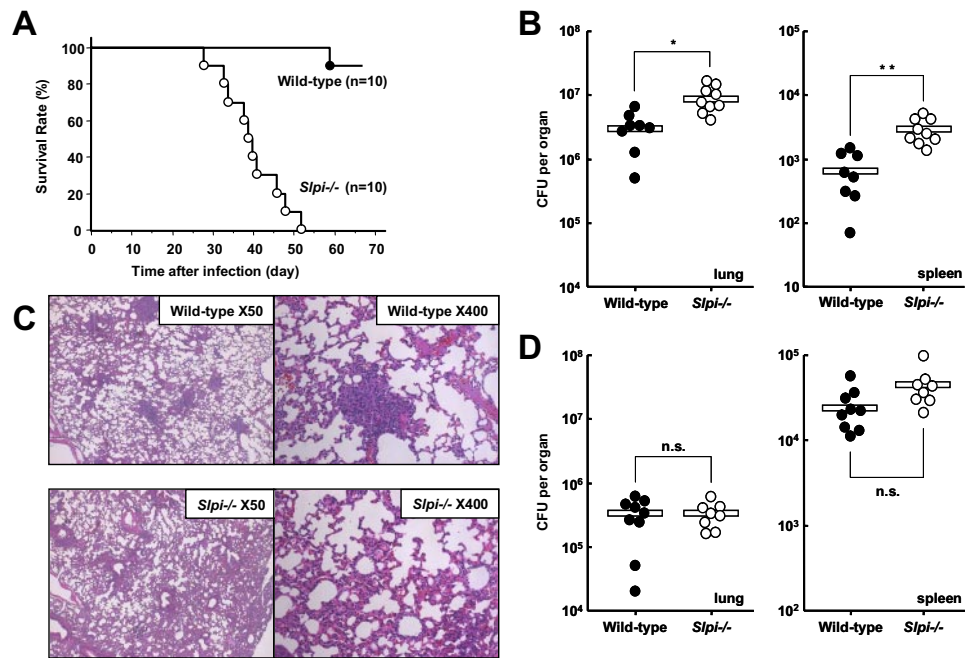 A
Survival Rate (%)
100
80
60
40
20
0
Wild-type (n=10)
Slpi-/- (n=10)
0 10 20 30 40 50 60 70
Time after infection (day)
B
CFU per organ
10⁸
10⁷
10⁶
10⁵
10⁴
*
lung
Wild-type Slpi-/-
10⁵
10⁴
10³
10²
10
**
spleen
Wild-type Slpi-/-
C
Wild-type X50
Wild-type X400
Slpi-/- X50
Slpi-/- X400
D
CFU per organ
10⁸
10⁷
10⁶
10⁵
10⁴
n.s.
lung
Wild-type Slpi-/-
10⁵
10⁴
10³
10²
n.s.
spleen
Wild-type Slpi-/-